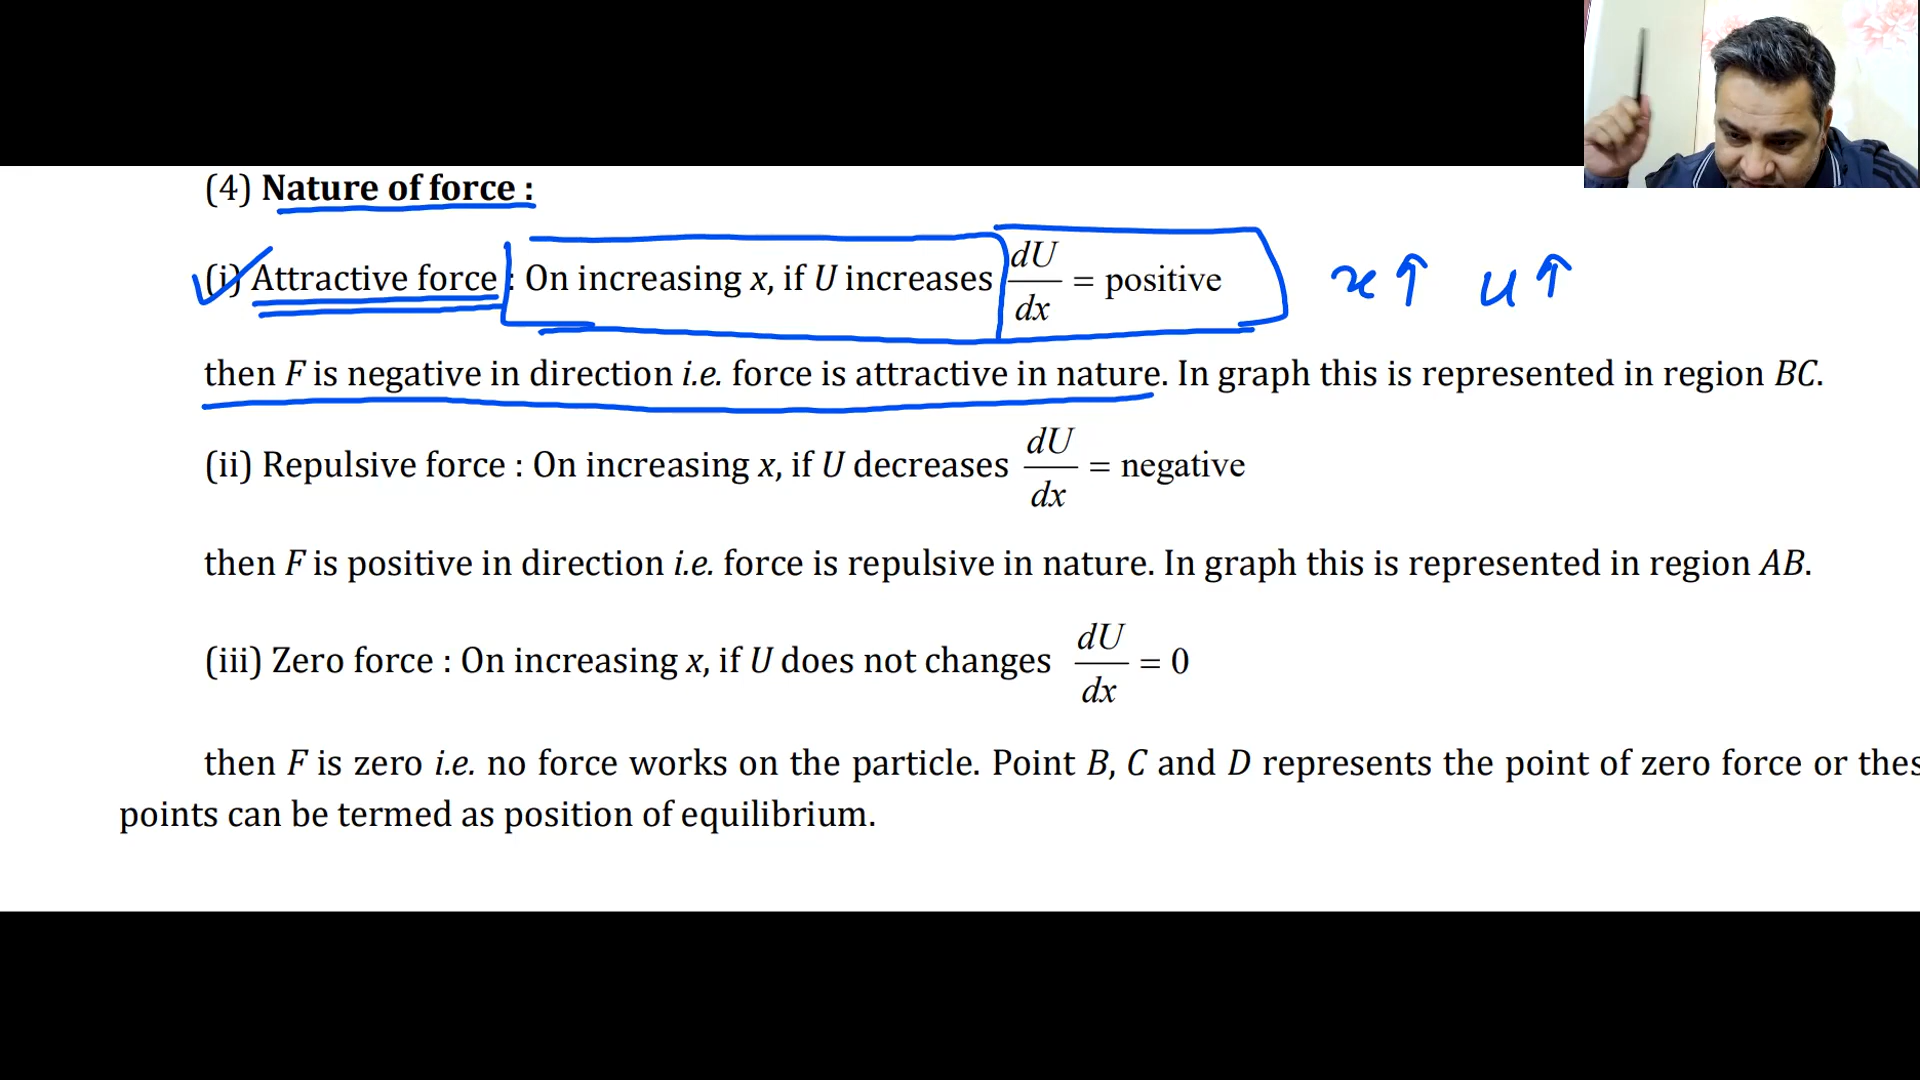 (4) Nature of force :
(i) Attractive force : On increasing x, if U increases dU/dx = positive x↑ U↑
then F is negative in direction i.e. force is attractive in nature. In graph this is represented in region BC.
(ii) Repulsive force : On increasing x, if U decreases dU/dx = negative
then F is positive in direction i.e. force is repulsive in nature. In graph this is represented in region AB.
(iii) Zero force : On increasing x, if U does not changes dU/dx = 0
then F is zero i.e. no force works on the particle. Point B, C and D represents the point of zero force or thes
points can be termed as position of equilibrium.